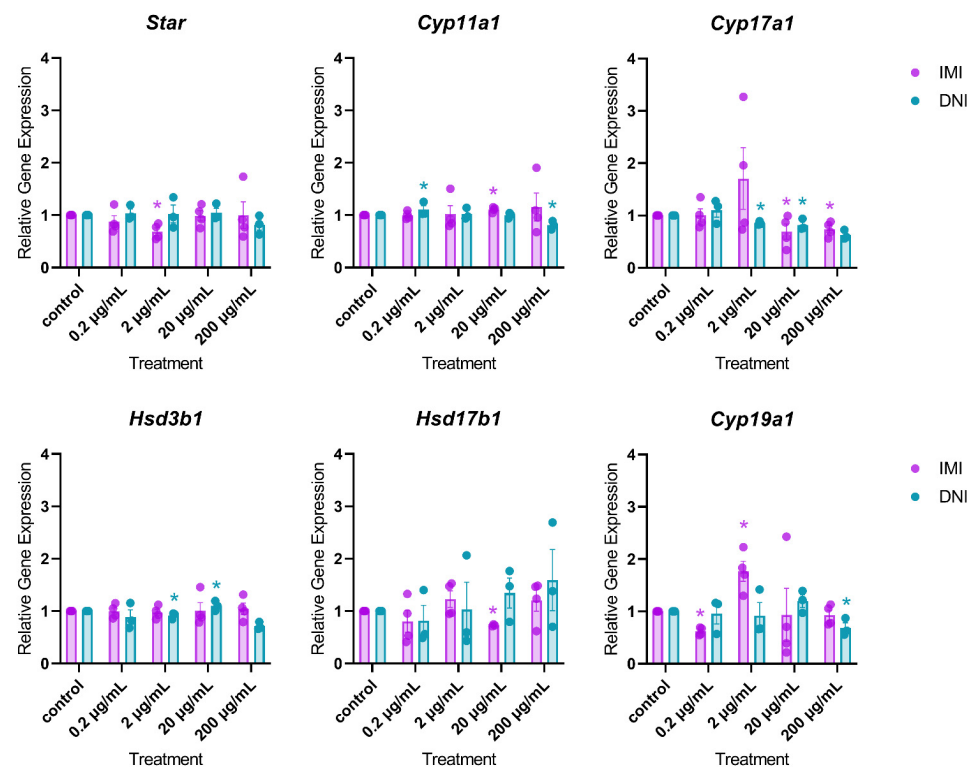 Star
Cyp11a1
Cyp17a1
Relative Gene Expression
4
3
2
1
0
*
control
0.2 µg/mL
2 µg/mL
20 µg/mL
200 µg/mL
Treatment
Relative Gene Expression
4
3
2
1
0
*
*
*
control
0.2 µg/mL
2 µg/mL
20 µg/mL
200 µg/mL
Treatment
Relative Gene Expression
4
3
2
1
0
*
*
*
*
control
0.2 µg/mL
2 µg/mL
20 µg/mL
200 µg/mL
Treatment
IMI
DNI
Hsd3b1
Hsd17b1
Cyp19a1
Relative Gene Expression
4
3
2
1
0
*
*
control
0.2 µg/mL
2 µg/mL
20 µg/mL
200 µg/mL
Treatment
Relative Gene Expression
4
3
2
1
0
*
control
0.2 µg/mL
2 µg/mL
20 µg/mL
200 µg/mL
Treatment
Relative Gene Expression
4
3
2
1
0
*
*
*
control
0.2 µg/mL
2 µg/mL
20 µg/mL
200 µg/mL
Treatment
IMI
DNI